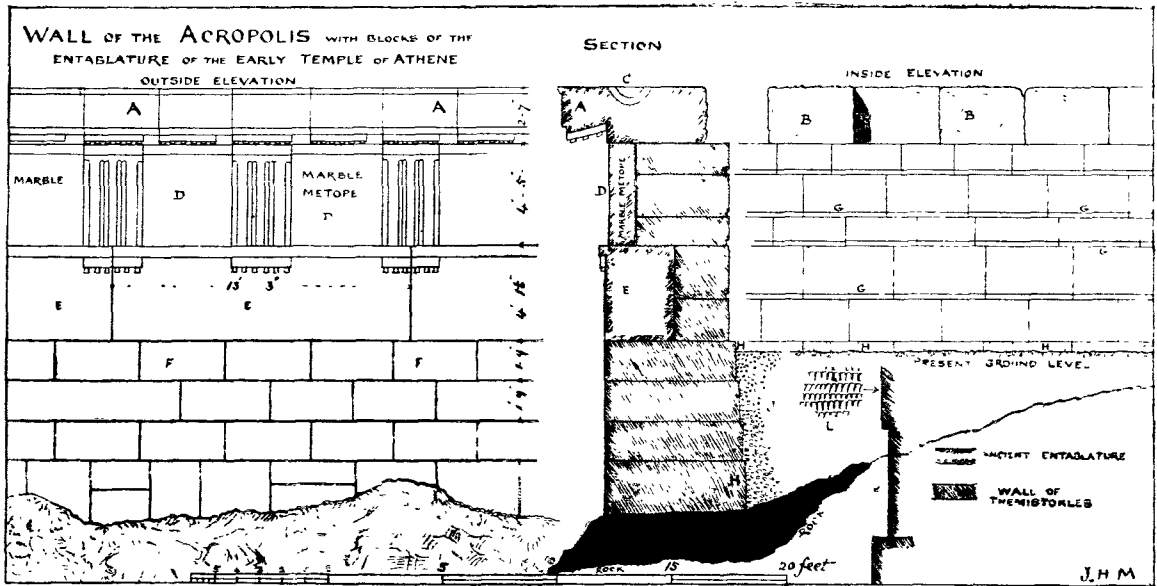 WALL OF THE ACROPOLIS WITH BLOCKS OF THE
ENTABLATURE OF THE EARLY TEMPLE OF ATHENE
OUTSIDE ELEVATION
SECTION
INSIDE ELEVATION
A
A
2·7
C
A
B
B
MARBLE
D
MARBLE
METOPE
D
MARBLE METOPE
G
G
G
G
13' 3"
E
E
E
F
F
H
H
H
H
PRESENT GROUND LEVEL
L
ANCIENT ENTABLATURE
WALL OF
THEMISTOKLES
ROCK
ROCK
5
15
20 feet
J. H M